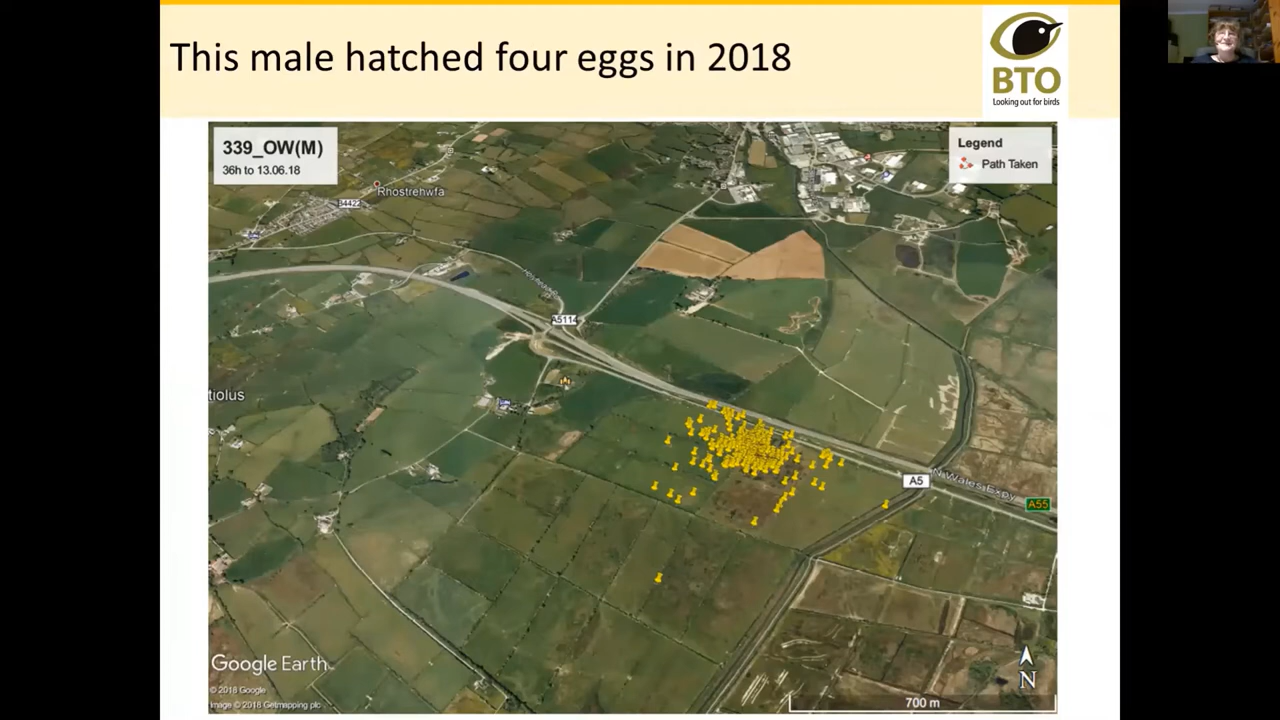 This male hatched four eggs in 2018
BTO
Looking out for birds
339_OW(M)
36h to 13.06.18
Legend
Path Taken
Rhostrehwfa
B4422
A5114
tiolus
A5
N Wales Expy
A55
Google Earth
© 2018 Google
Image © 2018 Getmapping plc
N
700 m